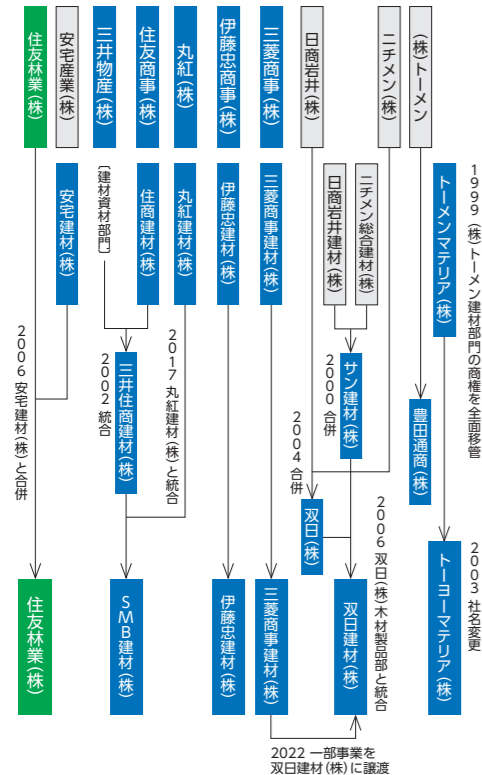 住友林業(株)
安宅産業(株)
三井物産(株)
住友商事(株)
丸紅(株)
伊藤忠商事(株)
三菱商事(株)
日商岩井(株)
ニチメン(株)
(株)トーメン
安宅建材(株)
〔建材資材部門〕
住商建材(株)
丸紅建材(株)
伊藤忠建材(株)
三菱商事建材(株)
日商岩井建材(株)
ニチメン総合建材(株)
トーメンマテリア(株)
1999 (株)トーメン建材部門の商権を全面移管
2006 安宅建材(株)と合併
三井住商建材(株)
2002 統合
2017 丸紅建材(株)と統合
サン建材(株)
2000 合併
2004 合併
双日(株)
豊田通商(株)
2006 双日(株)木材製品部と統合
2003 社名変更
住友林業(株)
SMB建材(株)
伊藤忠建材(株)
三菱商事建材(株)
双日建材(株)
トーヨーマテリア(株)
2022 一部事業を
双日建材(株)に譲渡